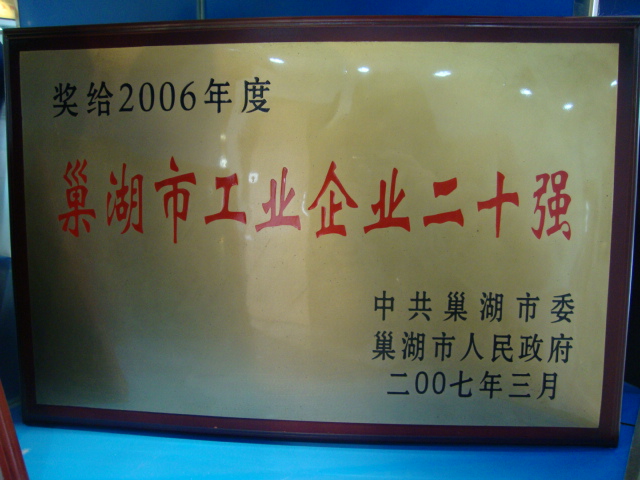 奖给2006年度
巢湖市工业企业二十强
中共巢湖市委
巢湖市人民政府
二00七年三月